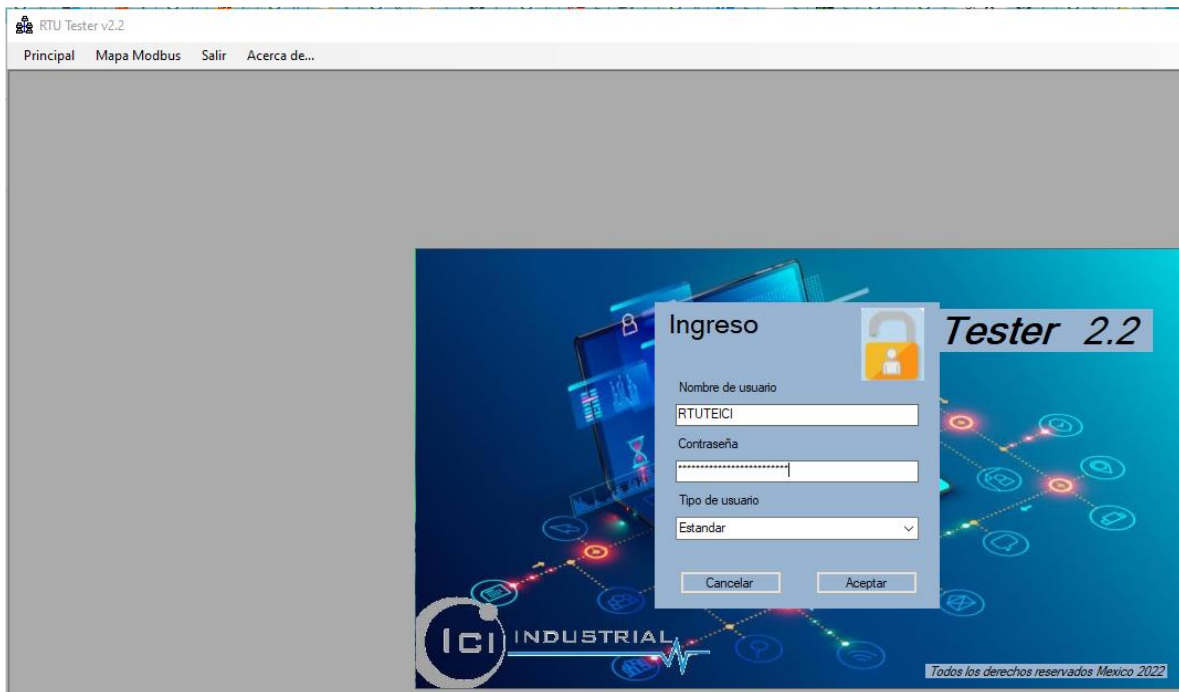 RTU Tester v2.2
Principal Mapa Modbus Salir Acerca de...
Ingreso
Tester 2.2
Nombre de usuario
RTUTEICI
Contraseña
*************************
Tipo de usuario
Estandar
Cancelar Aceptar
ICI INDUSTRIAL
Todos los derechos reservados Mexico 2022